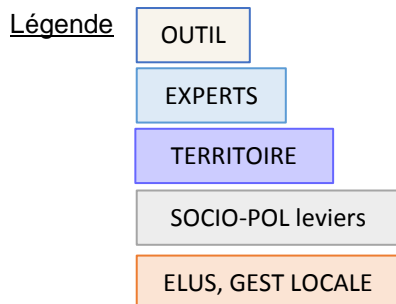 Légende
OUTIL
EXPERTS
TERRITOIRE
SOCIO-POL leviers
ELUS, GEST LOCALE